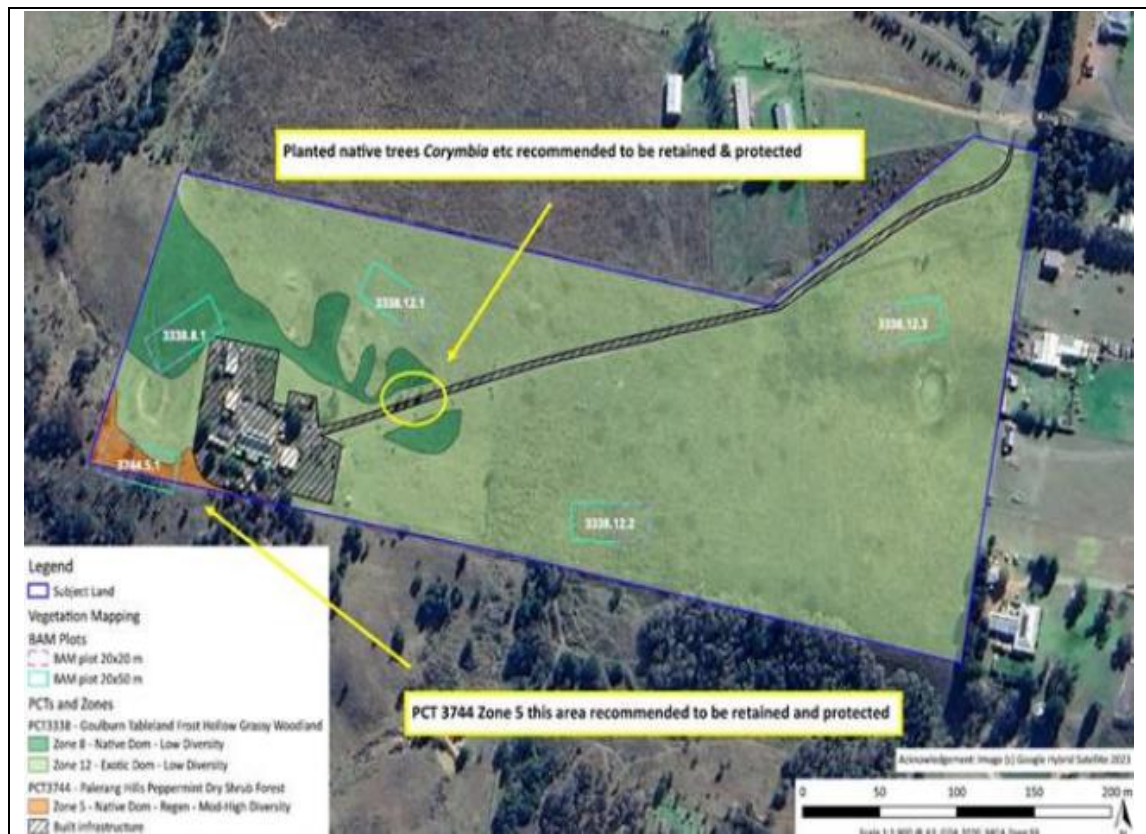 Planted native trees Corymbia etc recommended to be retained & protected
3338.12.1
3338.8.1
3338.12.3
3744.5.1
3338.12.2
Legend
Subject Land
Vegetation Mapping
BAM Plots
BAM plot 20x20 m
BAM plot 20x50 m
PCTs and Zones
PCT3338 - Goulburn Tableland Frost Hollow Grassy Woodland
Zone 8 - Native Dom - Low Diversity
Zone 12 - Exotic Dom - Low Diversity
PCT3744 - Palerang Hills Peppermint Dry Shrub Forest
Zone 5 - Native Dom - Regen - Mod-High Diversity
Built infrastructure
PCT 3744 Zone 5 this area recommended to be retained and protected
Acknowledgement: Image (c) Google Hybrid Satellite 2023
0 50 100 150 200 m